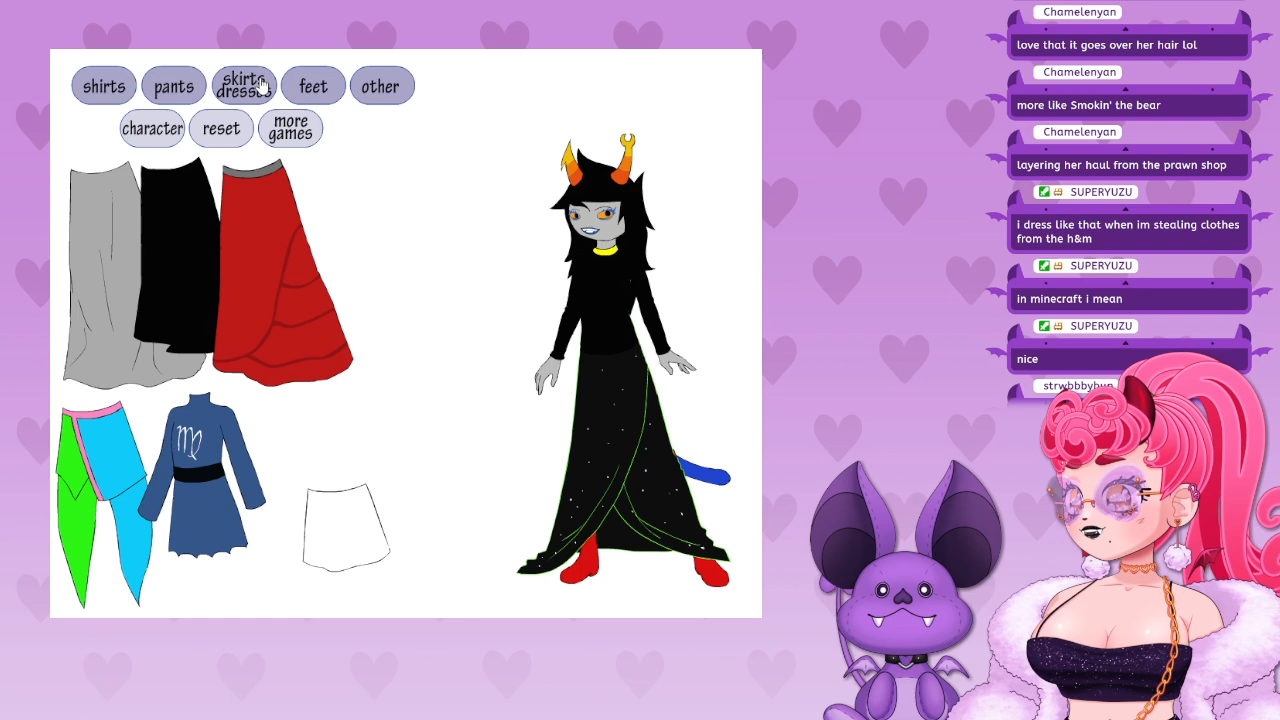 shirts
pants
skirts
dresses
feet
other
character
reset
more
games
Chamelenyan
love that it goes over her hair lol
Chamelenyan
more like Smokin' the bear
Chamelenyan
layering her haul from the prawn shop
SUPERYUZU
i dress like that when im stealing clothes
from the h&m
SUPERYUZU
in minecraft i mean
SUPERYUZU
nice